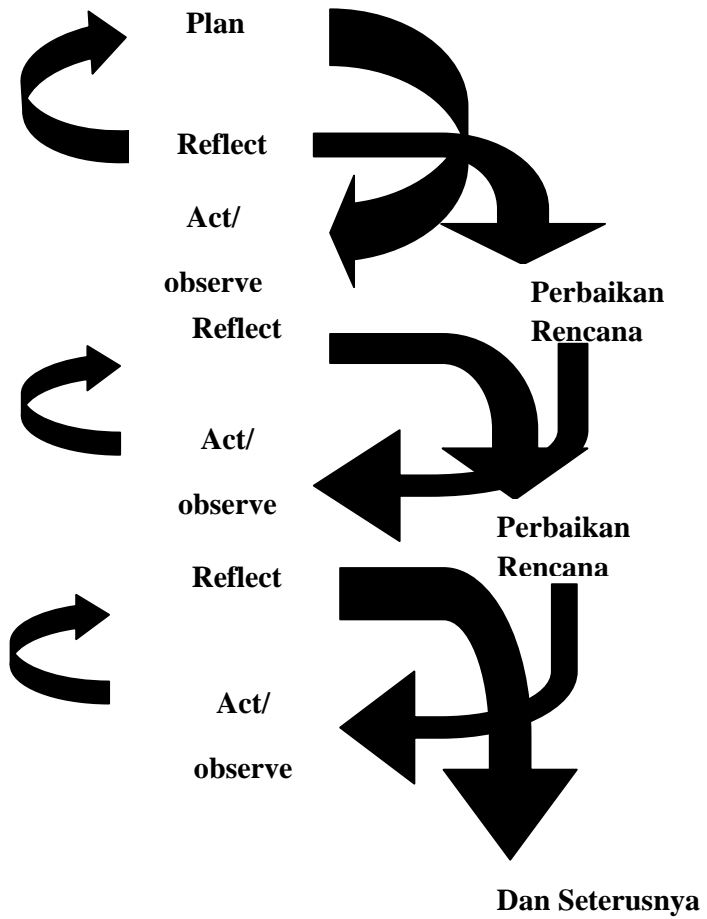 Plan
Reflect
Act/
observe
Perbaikan
Rencana
Reflect
Act/
observe
Perbaikan
Rencana
Reflect
Act/
observe
Dan Seterusnya